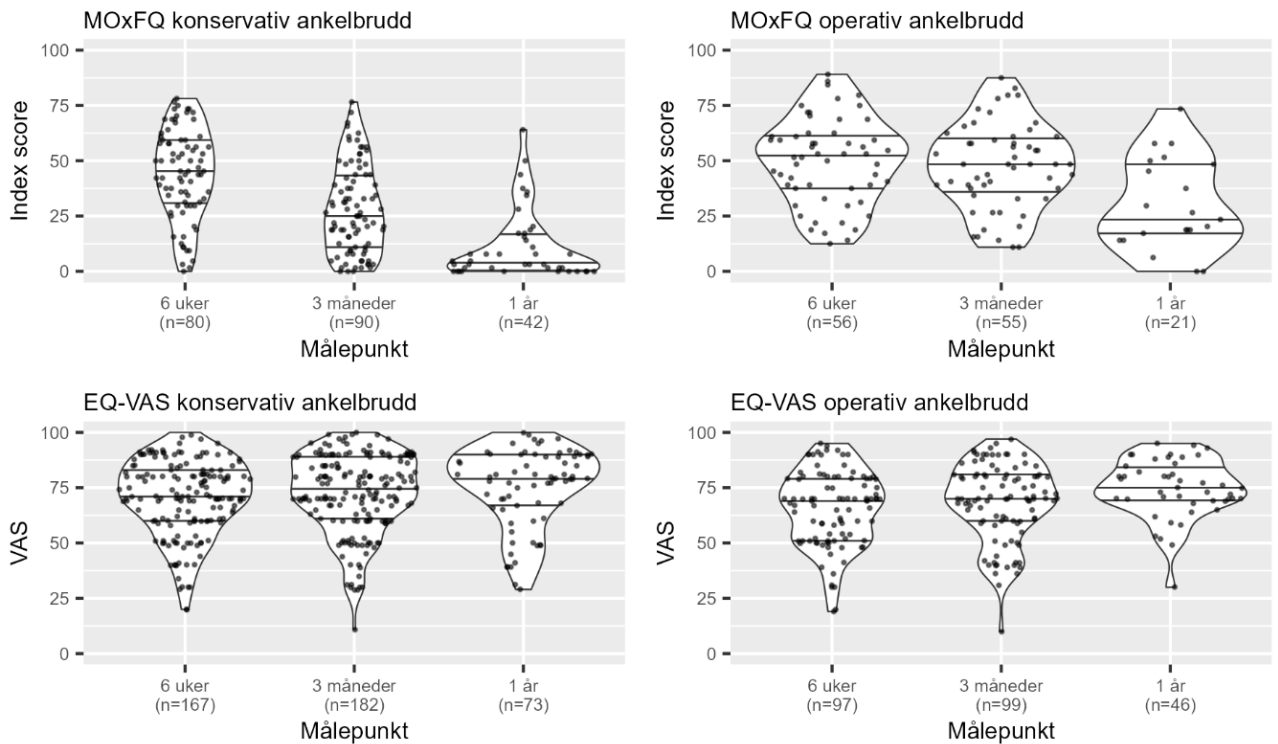 MOxFQ konservativ ankelbrudd
100
75
50
25
0
Index score
6 uker
(n=80)
3 måneder
(n=90)
1 år
(n=42)
Målepunkt
MOxFQ operativ ankelbrudd
100
75
50
25
0
Index score
6 uker
(n=56)
3 måneder
(n=55)
1 år
(n=21)
Målepunkt
EQ-VAS konservativ ankelbrudd
100
75
50
25
0
VAS
6 uker
(n=167)
3 måneder
(n=182)
1 år
(n=73)
Målepunkt
EQ-VAS operativ ankelbrudd
100
75
50
25
0
VAS
6 uker
(n=97)
3 måneder
(n=99)
1 år
(n=46)
Målepunkt